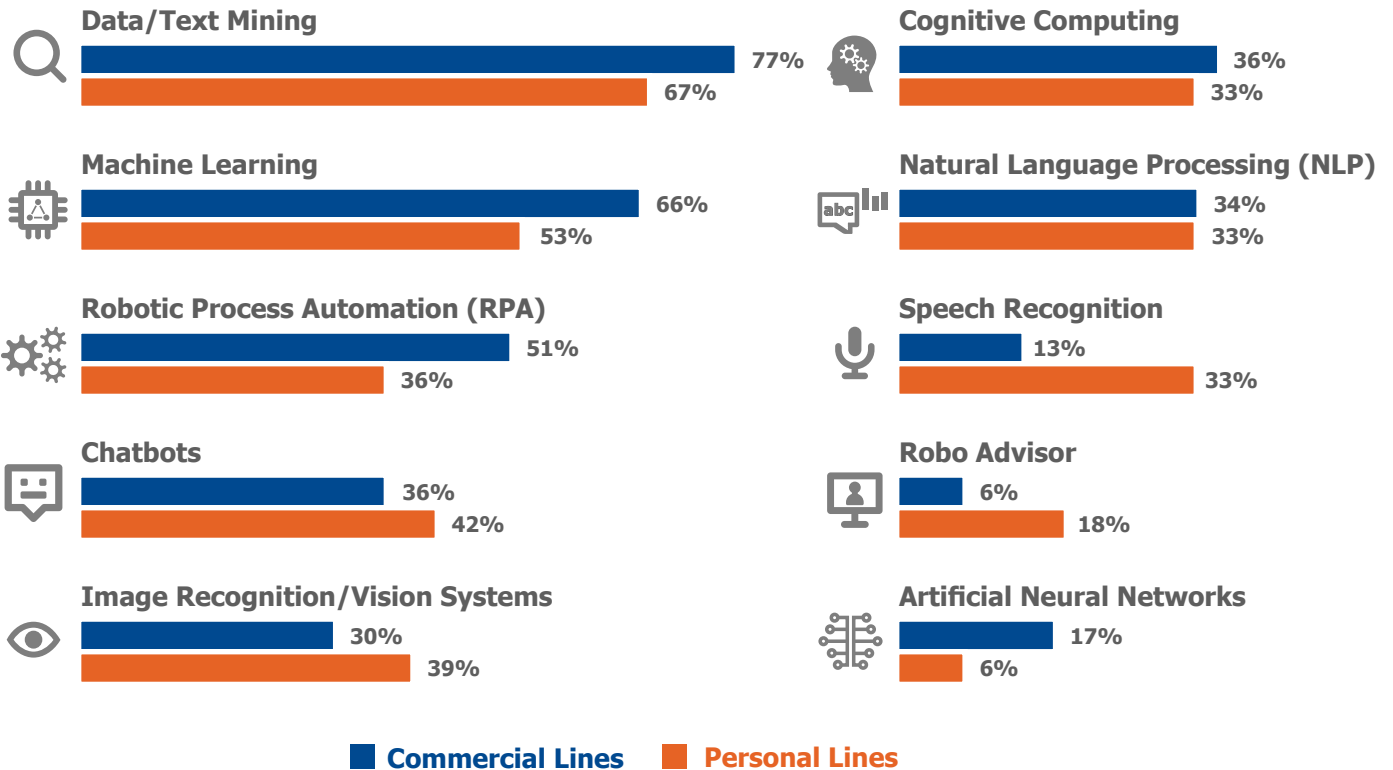 Data/Text Mining
77%
67%
Machine Learning
66%
53%
Robotic Process Automation (RPA)
51%
36%
Chatbots
36%
42%
Image Recognition/Vision Systems
30%
39%
Cognitive Computing
36%
33%
Natural Language Processing (NLP)
abc
34%
33%
Speech Recognition
13%
33%
Robo Advisor
6%
18%
Artificial Neural Networks
17%
6%
Commercial Lines
Personal Lines